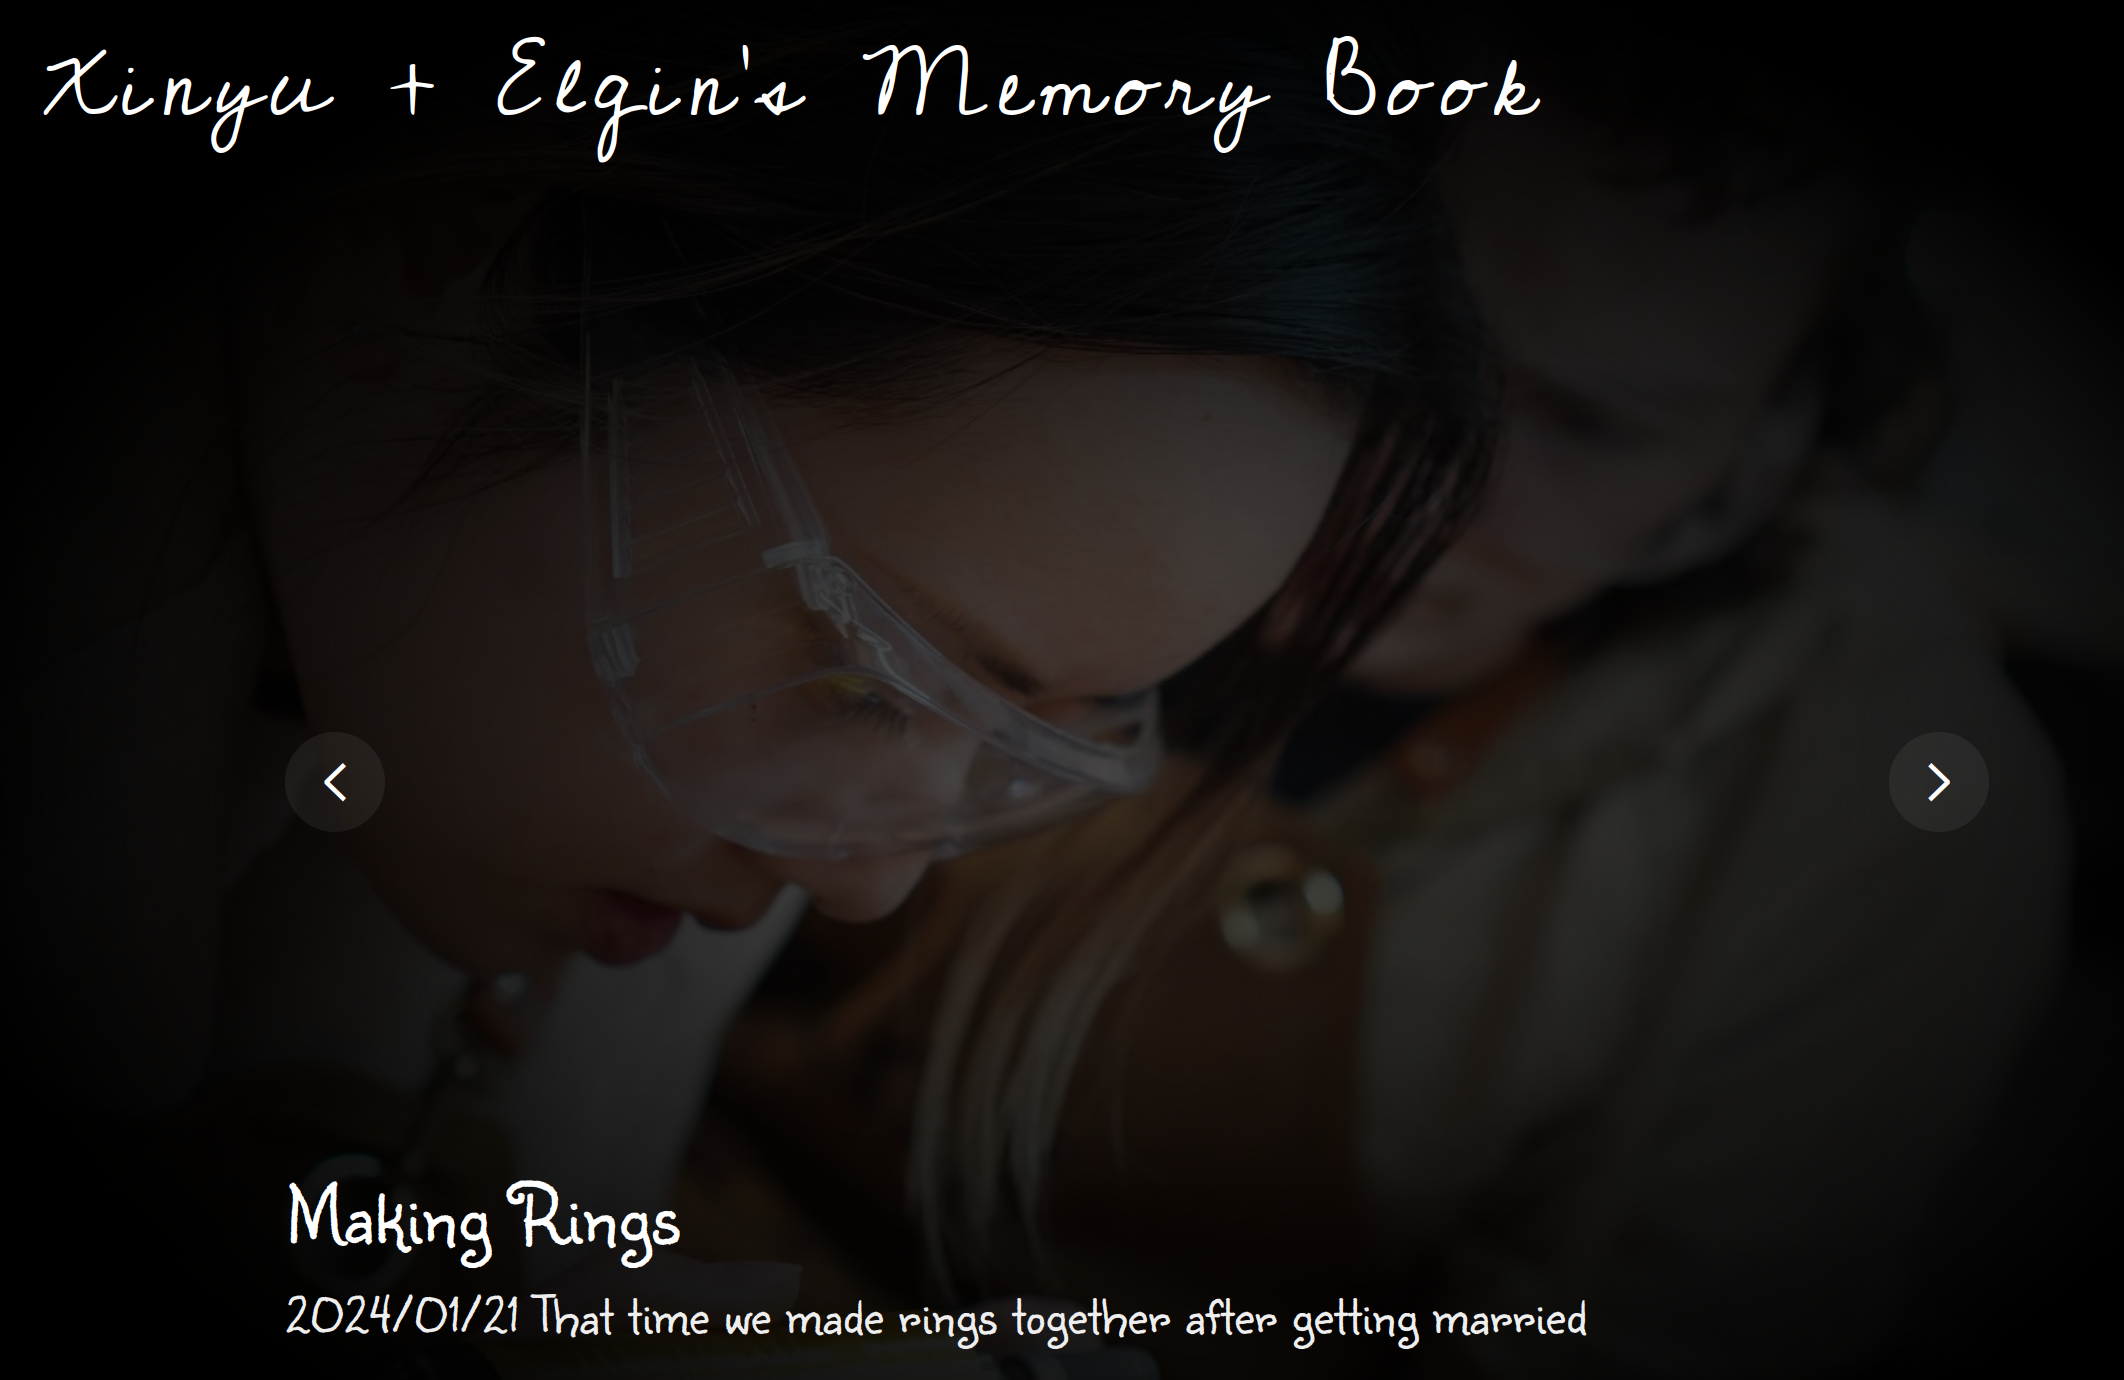 Xinyu + Elgin's Memory Book
Making Rings
2024/01/21 That time we made rings together after getting married